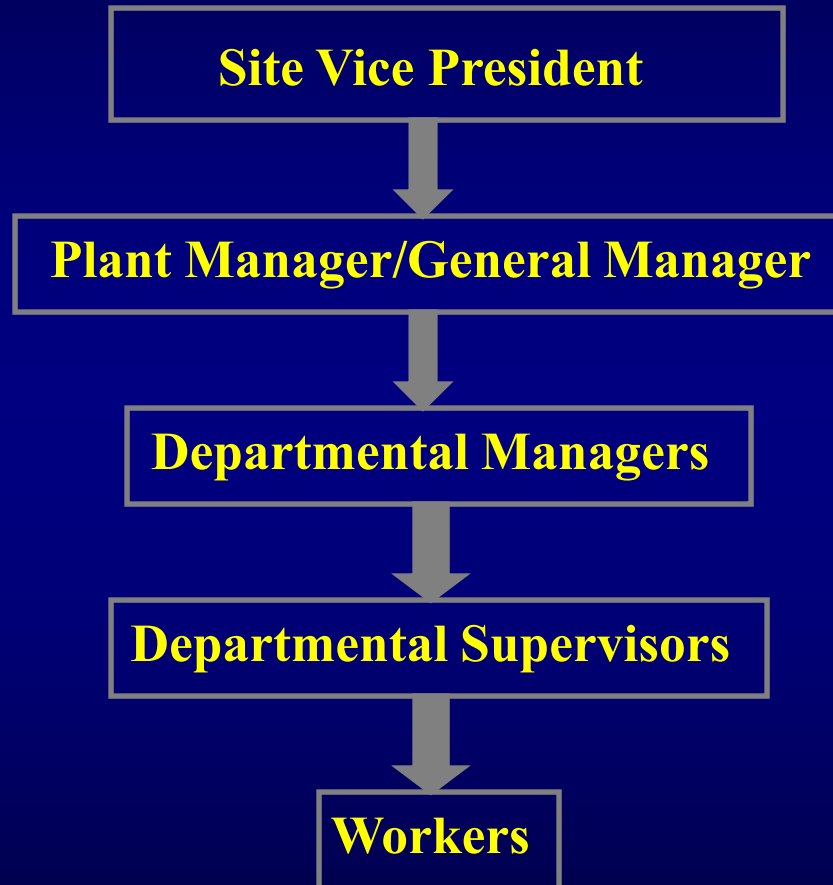 Site Vice President
Plant Manager/General Manager
Departmental Managers
Departmental Supervisors
Workers